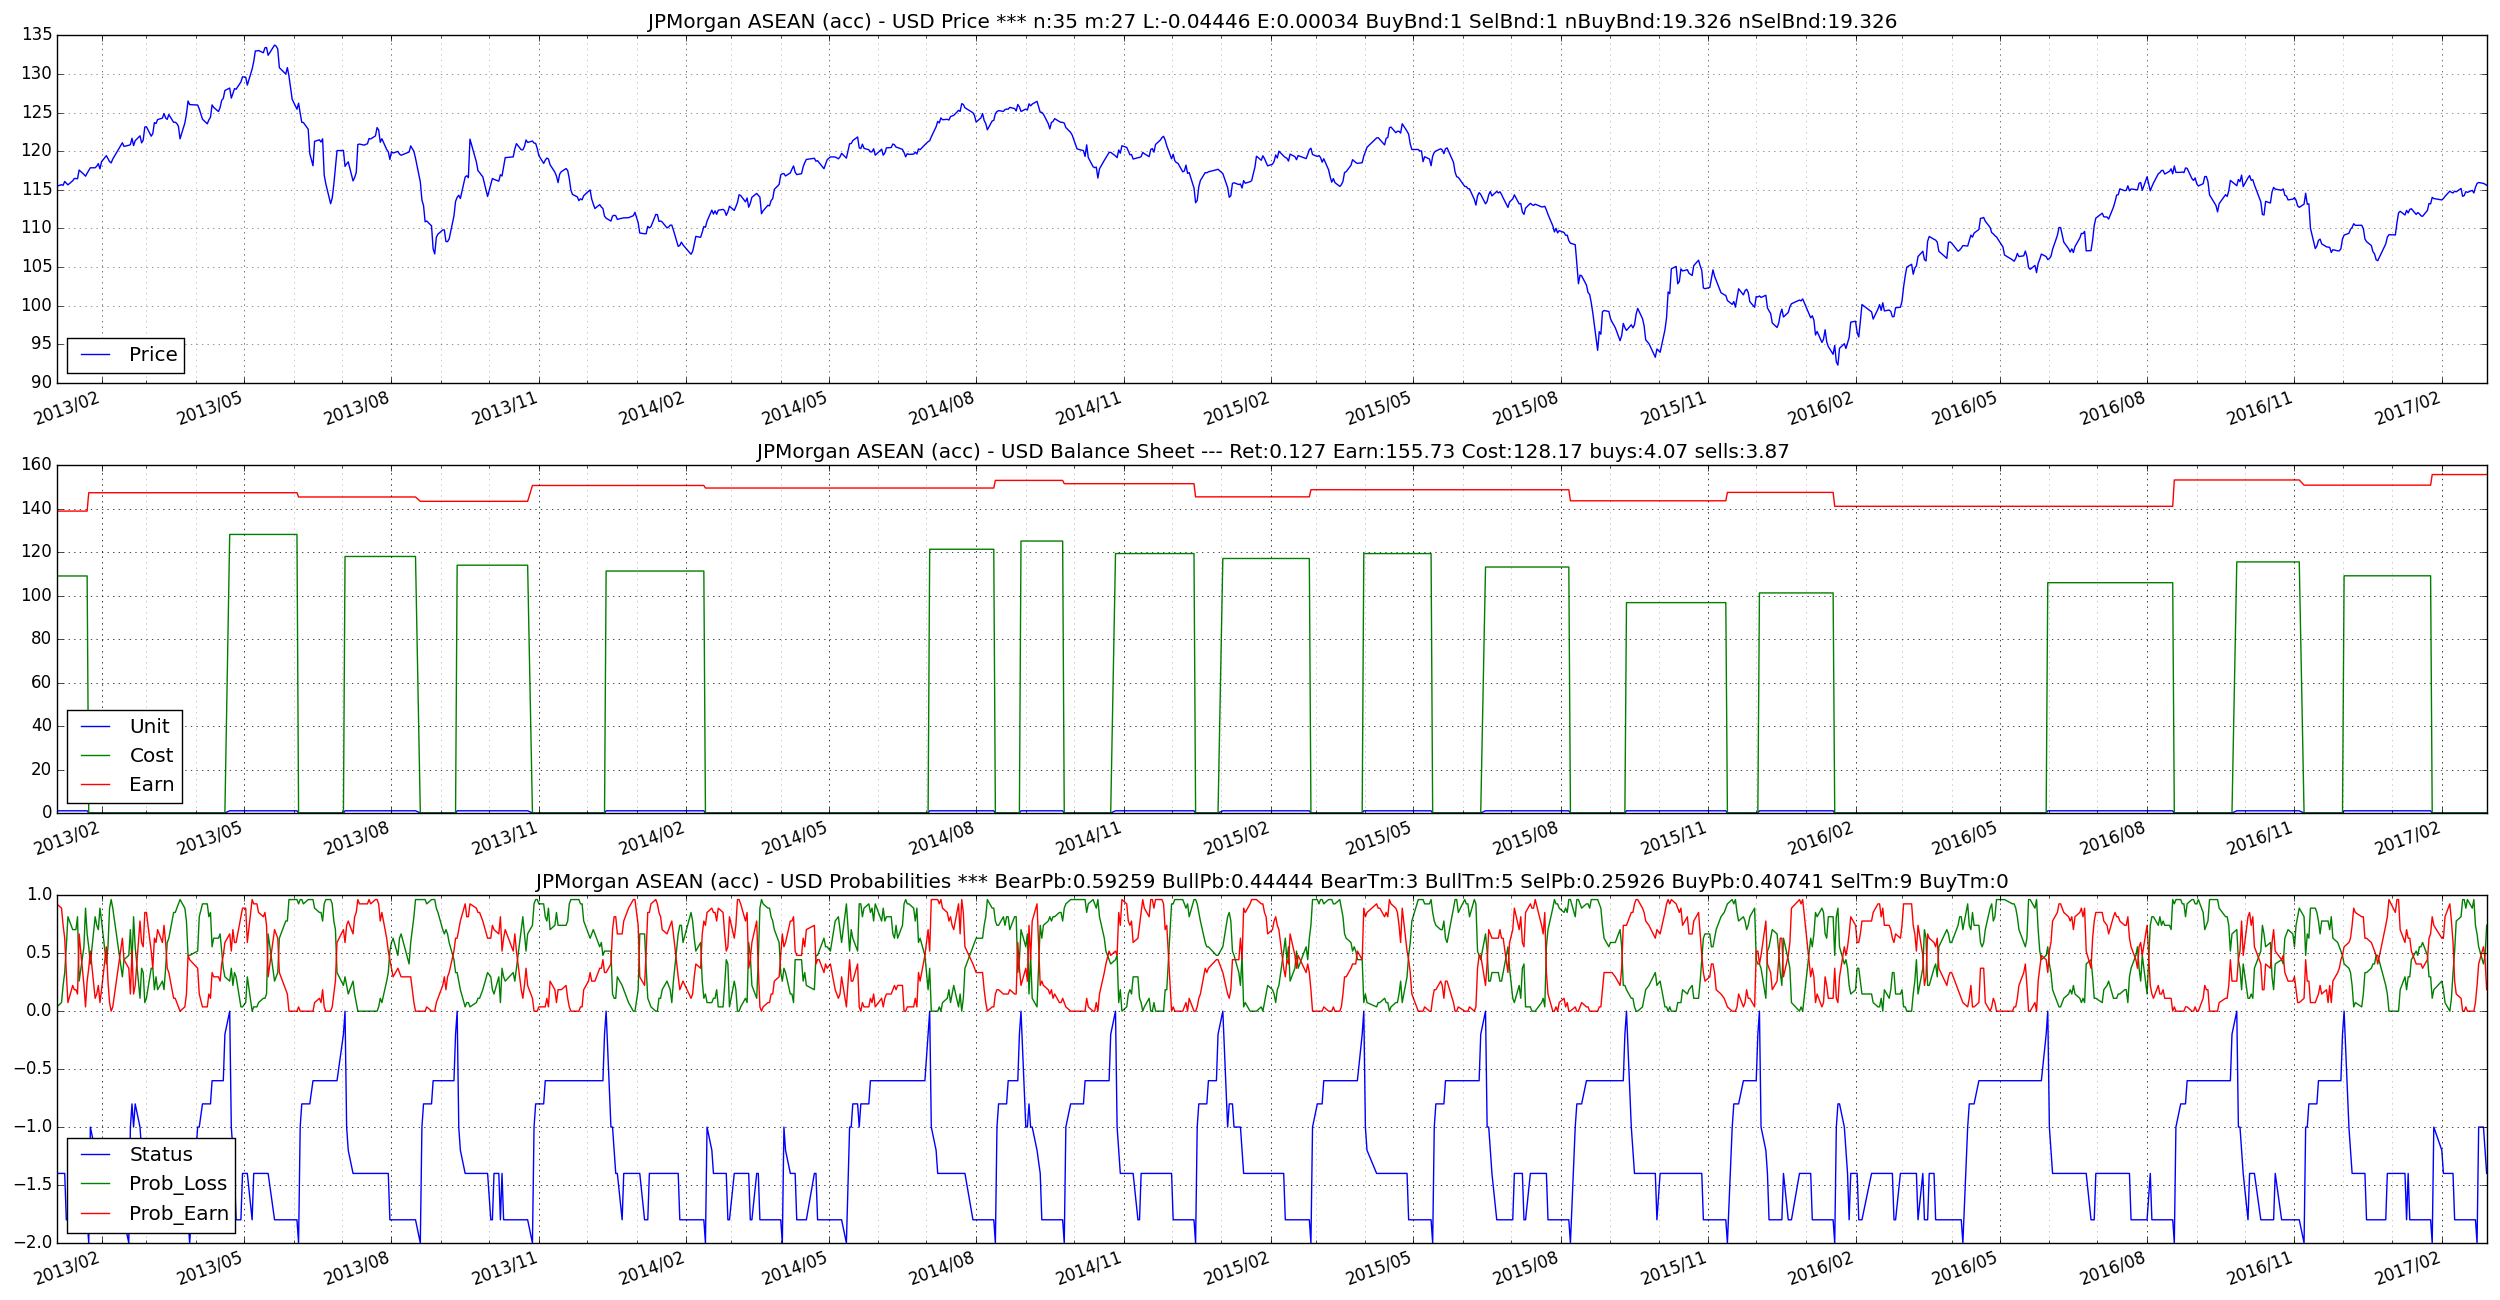 JPMorgan ASEAN (acc) - USD Price *** n:35 m:27 L:-0.04446 E:0.00034 BuyBnd:1 SelBnd:1 nBuyBnd:19.326 nSelBnd:19.326
135
130
125
120
115
110
105
100
95
90
Price
2013/02 2013/05 2013/08 2013/11 2014/02 2014/05 2014/08 2014/11 2015/02 2015/05 2015/08 2015/11 2016/02 2016/05 2016/08 2016/11 2017/02
JPMorgan ASEAN (acc) - USD Balance Sheet --- Ret:0.127 Earn:155.73 Cost:128.17 buys:4.07 sells:3.87
160
140
120
100
80
60
40
20
0
Unit
Cost
Earn
2013/02 2013/05 2013/08 2013/11 2014/02 2014/05 2014/08 2014/11 2015/02 2015/05 2015/08 2015/11 2016/02 2016/05 2016/08 2016/11 2017/02
JPMorgan ASEAN (acc) - USD Probabilities *** BearPb:0.59259 BullPb:0.44444 BearTm:3 BullTm:5 SelPb:0.25926 BuyPb:0.40741 SelTm:9 BuyTm:0
1.0
0.5
0.0
−0.5
−1.0
−1.5
−2.0
Status
Prob_Loss
Prob_Earn
2013/02 2013/05 2013/08 2013/11 2014/02 2014/05 2014/08 2014/11 2015/02 2015/05 2015/08 2015/11 2016/02 2016/05 2016/08 2016/11 2017/02